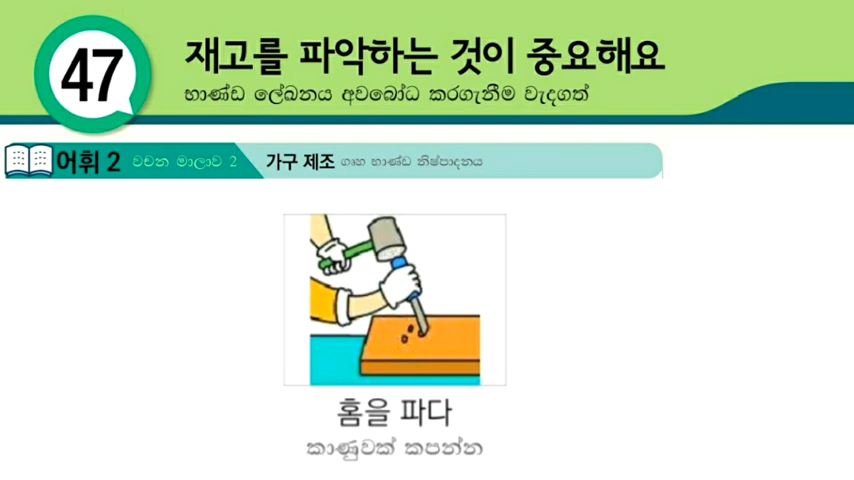 47
재고를 파악하는 것이 중요해요
භාණ්ඩ ලේඛනය අවබෝධ කරගැනීම වැදගත්
어휘 2 වචන මාලාව 2 가구 제조 ගෘහ භාණ්ඩ නිෂ්පාදනය
홈을 파다
කාණුවක් කපන්න